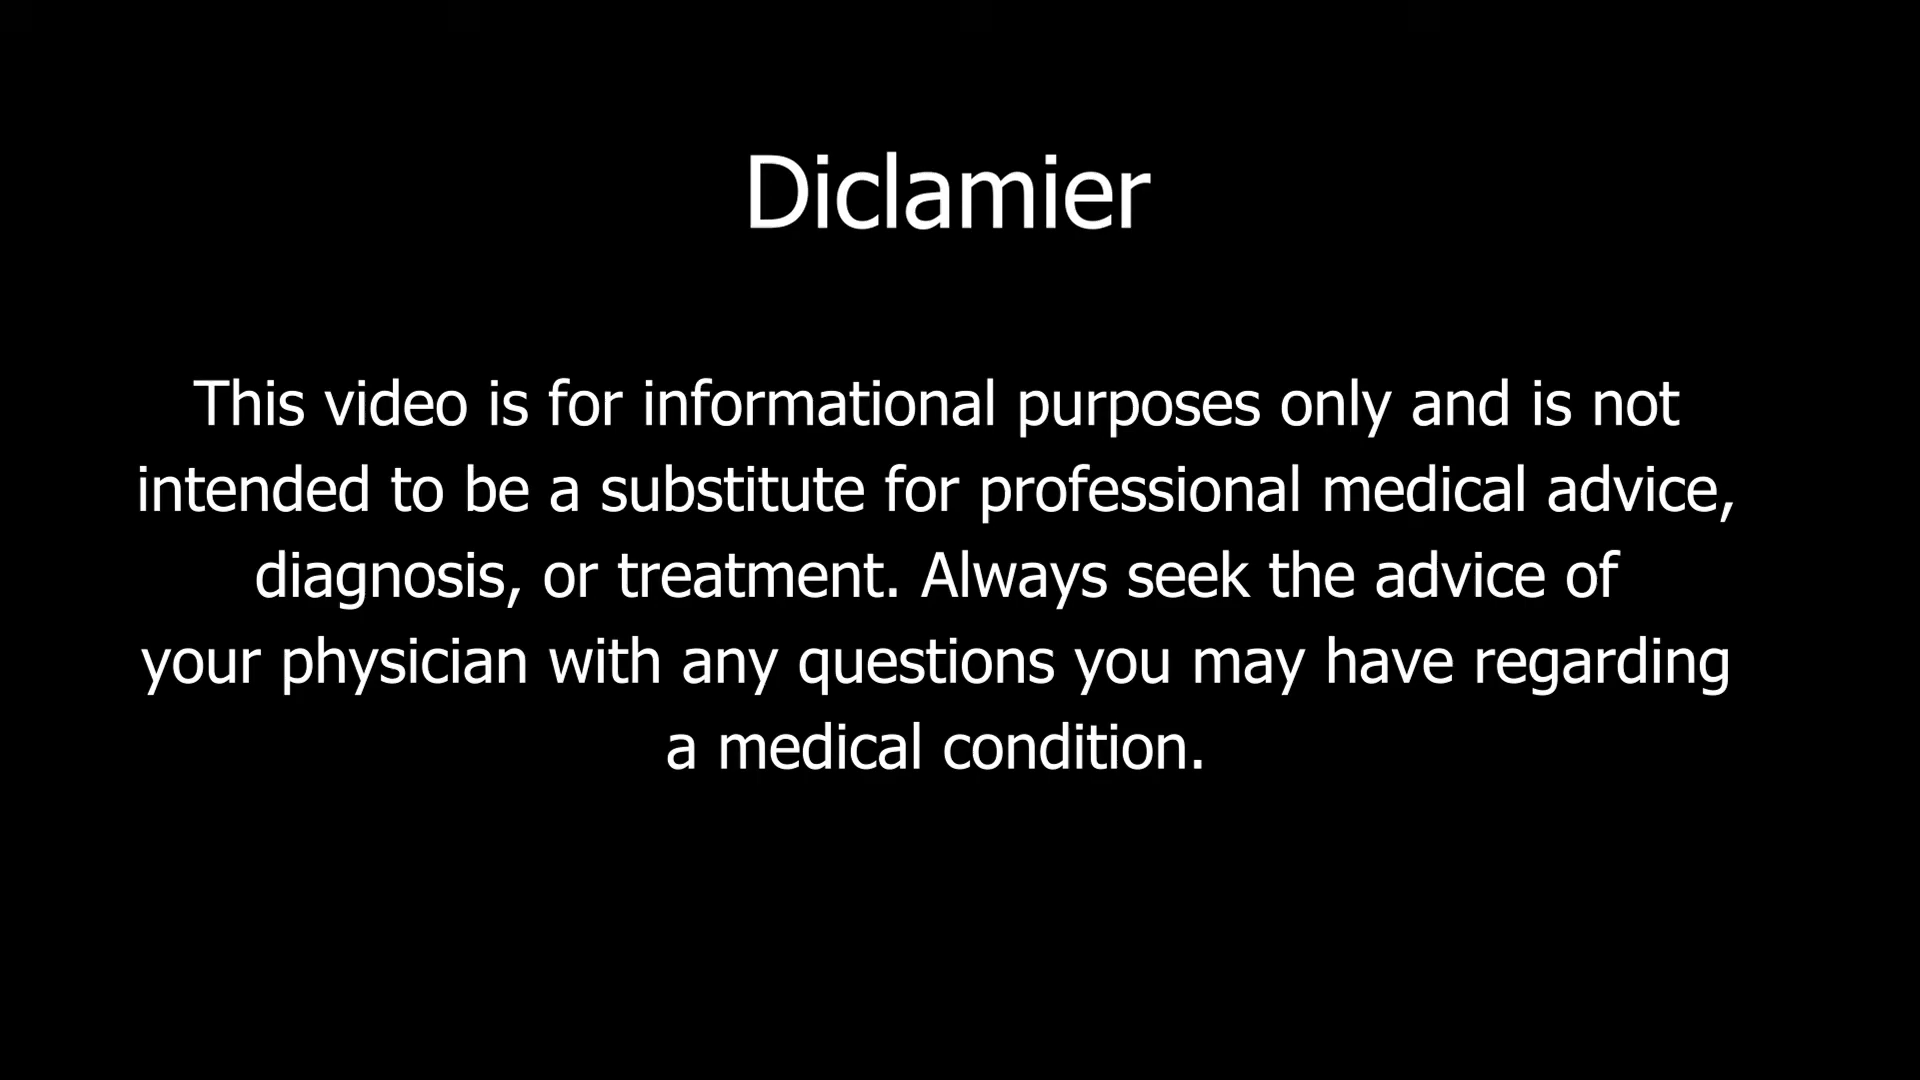 Diclamier
This video is for informational purposes only and is not
intended to be a substitute for professional medical advice,
diagnosis, or treatment. Always seek the advice of
your physician with any questions you may have regarding
a medical condition.